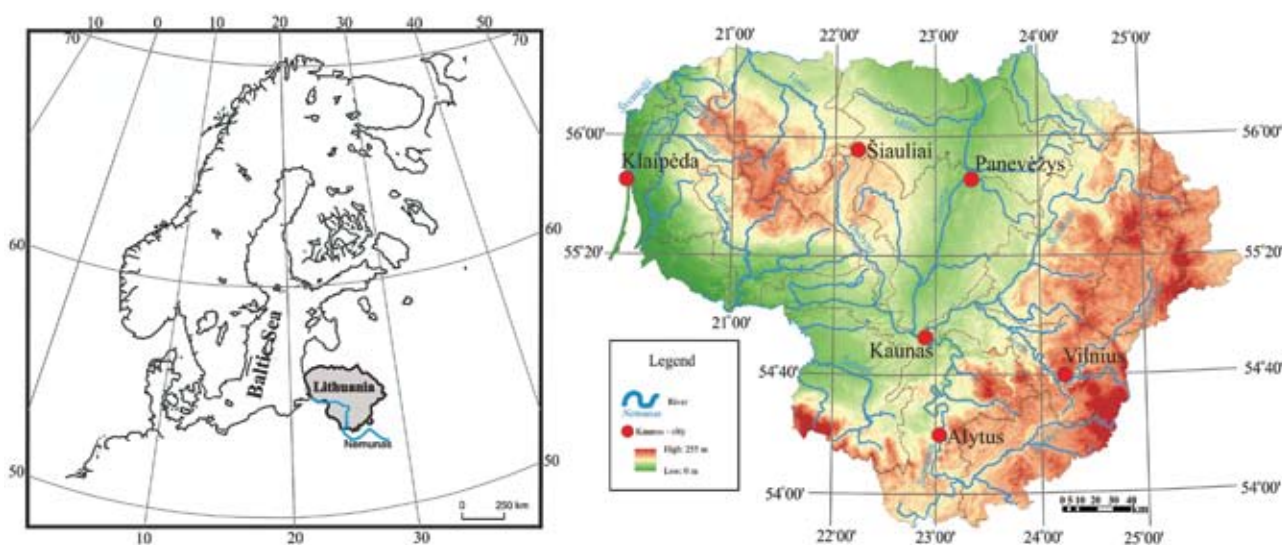 10 0 10 20 30 40 50
70 70
60 60
50 50
10 20 30
Baltic Sea
Lithuania
Nemunas
0 250 km
21°00' 22°00' 23°00' 24°00' 25°00'
56°00' 56°00'
Klaipėda
Šiauliai
Panevėžys
55°20' 55°20'
21°00'
Kaunas
Vilnius
54°40' 54°40'
Alytus
54°00' 54°00'
22°00' 23°00' 24°00' 25°00'
Legend
River
Nemunas
Kaunas – city
High: 255 m
Low: 0 m
0 5 10 20 30 40
km